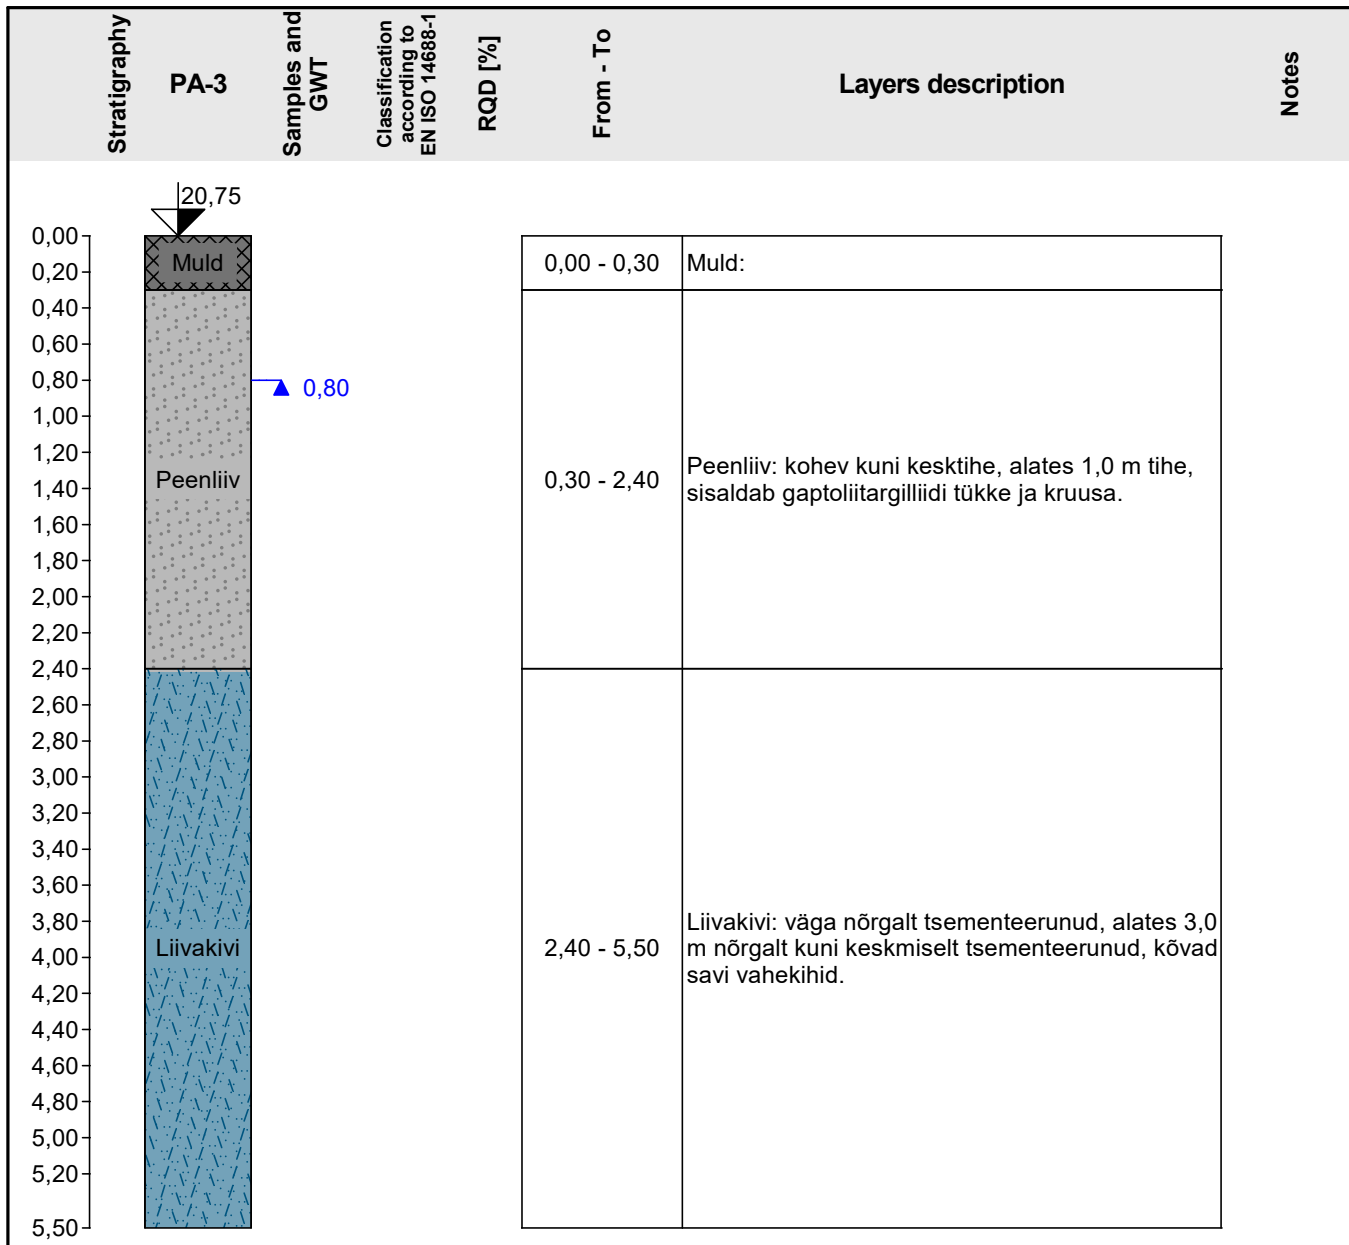 Stratigraphy
PA-3
Samples and
GWT
Classification
according to
EN ISO 14688-1
RQD [%]
From - To
Layers description
Notes
20,75
0,00
0,20
0,40
0,60
0,80
1,00
1,20
1,40
1,60
1,80
2,00
2,20
2,40
2,60
2,80
3,00
3,20
3,40
3,60
3,80
4,00
4,20
4,40
4,60
4,80
5,00
5,20
5,50
Muld
0,80
Peenliiv
Liivakivi
0,00 - 0,30
Muld:
0,30 - 2,40
Peenliiv: kohev kuni kesktihe, alates 1,0 m tihe,
sisaldab gaptoliitargilliidi tükke ja kruusa.
2,40 - 5,50
Liivakivi: väga nõrgalt tsementeerunud, alates 3,0
m nõrgalt kuni keskmiselt tsementeerunud, kõvad
savi vahekihid.